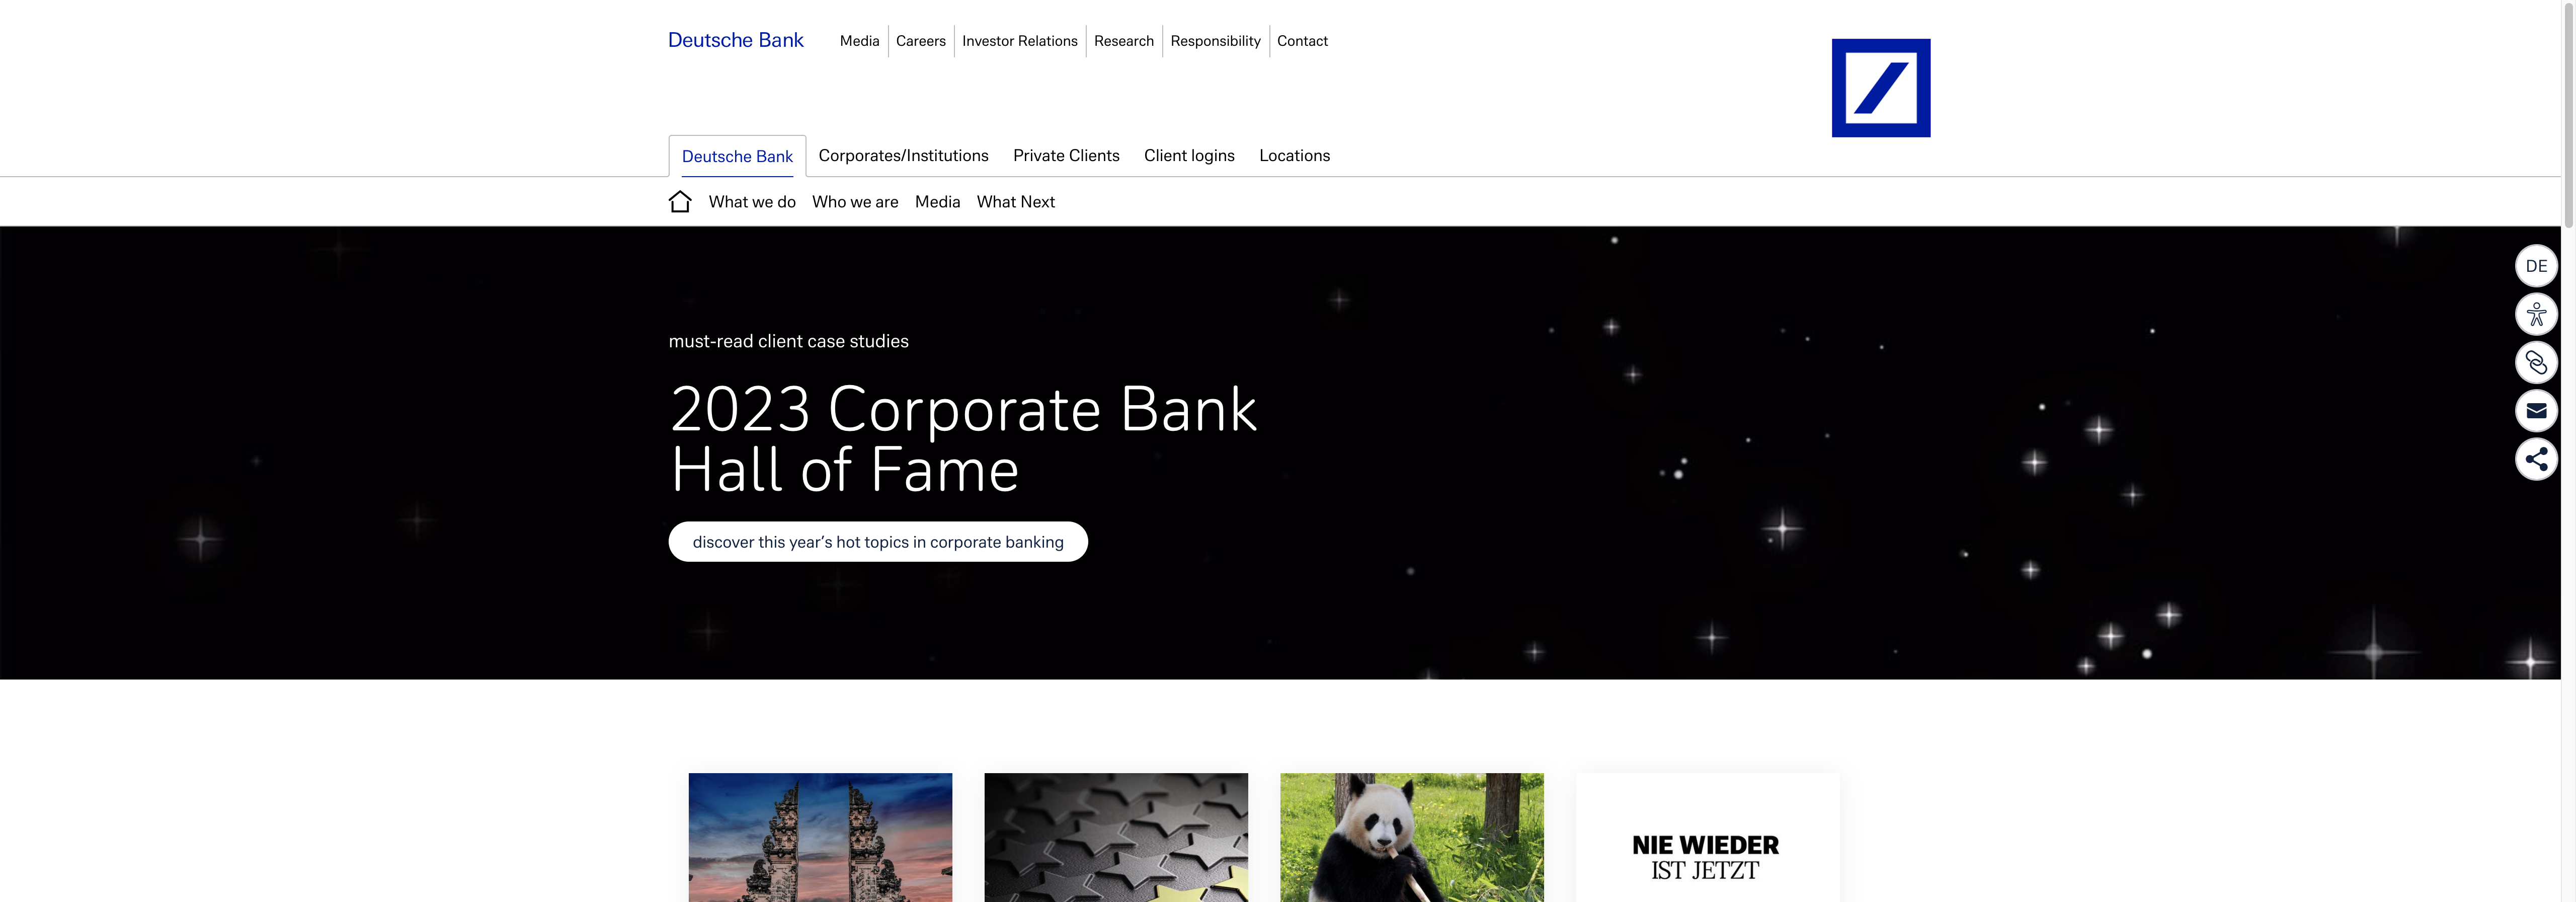 Deutsche Bank
Media
Careers
Investor Relations
Research
Responsibility
Contact
Deutsche Bank
Corporates/Institutions
Private Clients
Client logins
Locations
What we do
Who we are
Media
What Next
DE
must-read client case studies
2023 Corporate Bank
Hall of Fame
discover this year’s hot topics in corporate banking
NIE WIEDER
IST JETZT